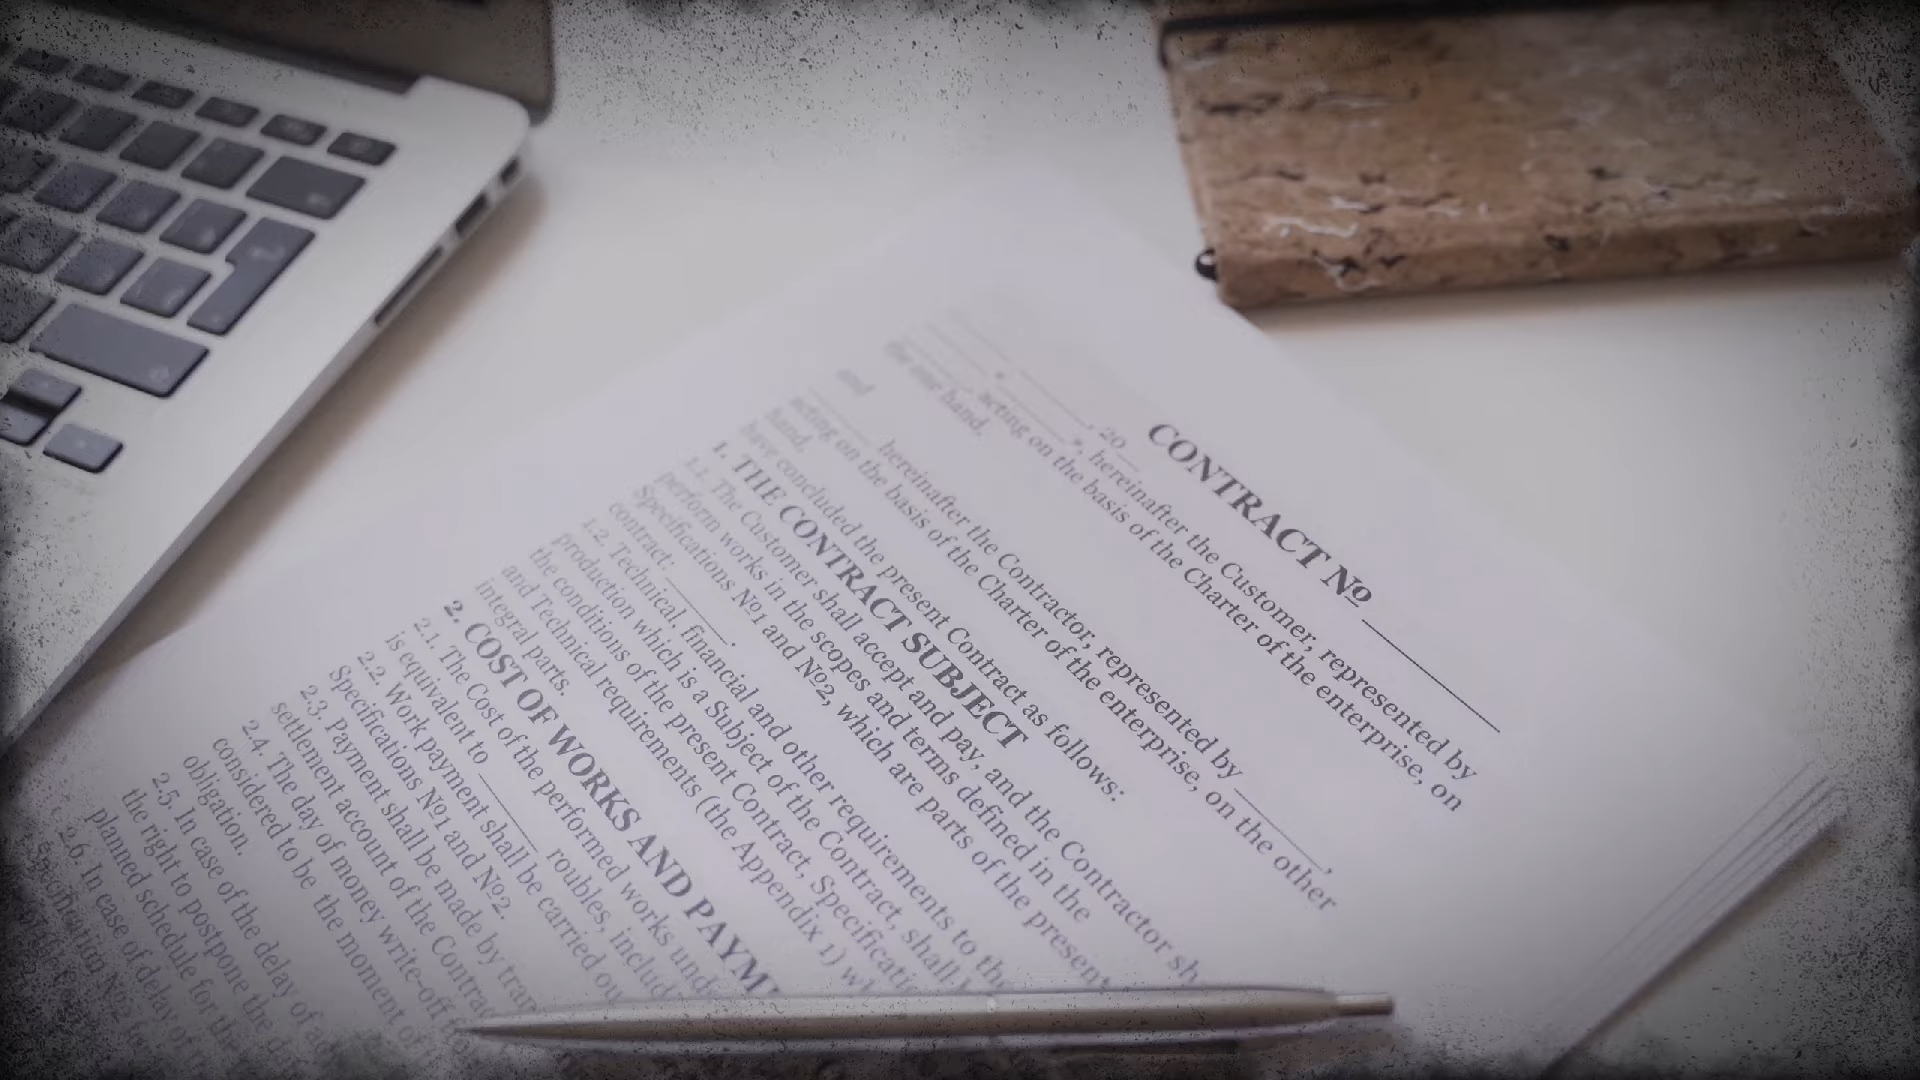 CONTRACT №
, 20
, hereinafter the Customer, represented by
, acting on the basis of the Charter of the enterprise, on
the one hand,
and
hereinafter the Contractor, represented by
acting on the basis of the Charter of the enterprise, on the other
hand,
have concluded the present Contract as follows:
1. THE CONTRACT SUBJECT
1.1. The Customer shall accept and pay, and the Contractor sh
perform works in the scopes and terms defined in the
Specifications №1 and №2, which are parts of the present
contract:
1.2. Technical, financial and other requirements to the
production which is a Subject of the Contract, shall
the conditions of the present Contract, Specificatio
and Technical requirements (the Appendix 1) wh
integral parts.
2. COST OF WORKS AND PAYM
2.1. The Cost of the performed works unde
is equivalent to roubles, includ
2.2. Work payment shall be carried ou
Specifications №1 and №2.
2.3. Payment shall be made by tran
settlement account of the Contrac
2.4. The day of money write-off f
considered to be the moment of
obligation.
2.5. In case of the delay of
the right to postpone the
planned schedule for the
2.6. In case of delay of
Specification №2